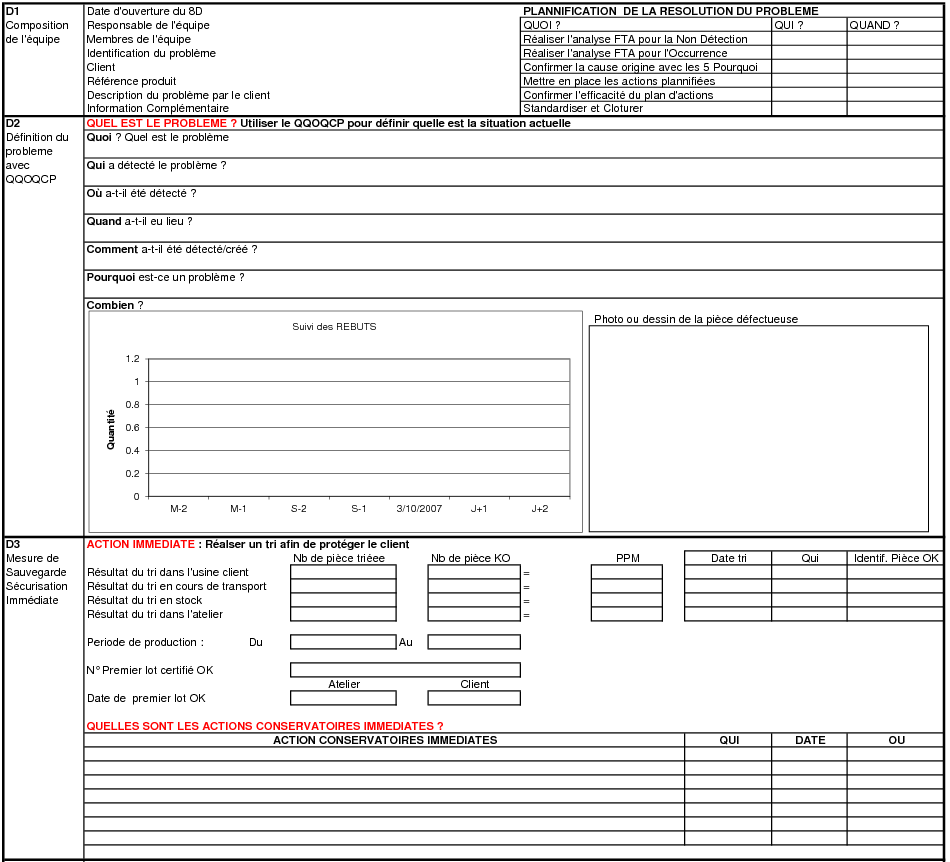 D1
Composition
de l'équipe
Date d'ouverture du 8D
Responsable de l'équipe
Membres de l'équipe
Identification du problème
Client
Référence produit
Description du problème par le client
Information Complémentaire
PLANNIFICATION DE LA RESOLUTION DU PROBLEME
QUOI ? QUI ? QUAND ?
Réaliser l'analyse FTA pour la Non Détection
Réaliser l'analyse FTA pour l'Occurrence
Confirmer la cause origine avec les 5 Pourquoi
Mettre en place les actions plannifiées
Confirmer l'efficacité du plan d'actions
Standardiser et Cloturer
D2
Définition du
probleme
avec
QQOQCP
QUEL EST LE PROBLEME ? Utiliser le QQOQCP pour définir quelle est la situation actuelle
Quoi ? Quel est le problème
Qui a détecté le problème ?
Où a-t-il été détecté ?
Quand a-t-il eu lieu ?
Comment a-t-il été détecté/créé ?
Pourquoi est-ce un problème ?
Combien ?
Suivi des REBUTS
Quantité
1.2
1
0.8
0.6
0.4
0.2
0
M-2 M-1 S-2 S-1 3/10/2007 J+1 J+2
Photo ou dessin de la pièce défectueuse
D3
Mesure de
Sauvegarde
Sécurisation
Immédiate
ACTION IMMEDIATE : Réalser un tri afin de protéger le client
Nb de pièce triéee Nb de pièce KO PPM Date tri Qui Identif. Pièce OK
Résultat du tri dans l'usine client =
Résultat du tri en cours de transport =
Résultat du tri en stock =
Résultat du tri dans l'atelier =
Periode de production : Du Au
N° Premier lot certifié OK
Atelier Client
Date de premier lot OK
QUELLES SONT LES ACTIONS CONSERVATOIRES IMMEDIATES ?
ACTION CONSERVATOIRES IMMEDIATES QUI DATE OU